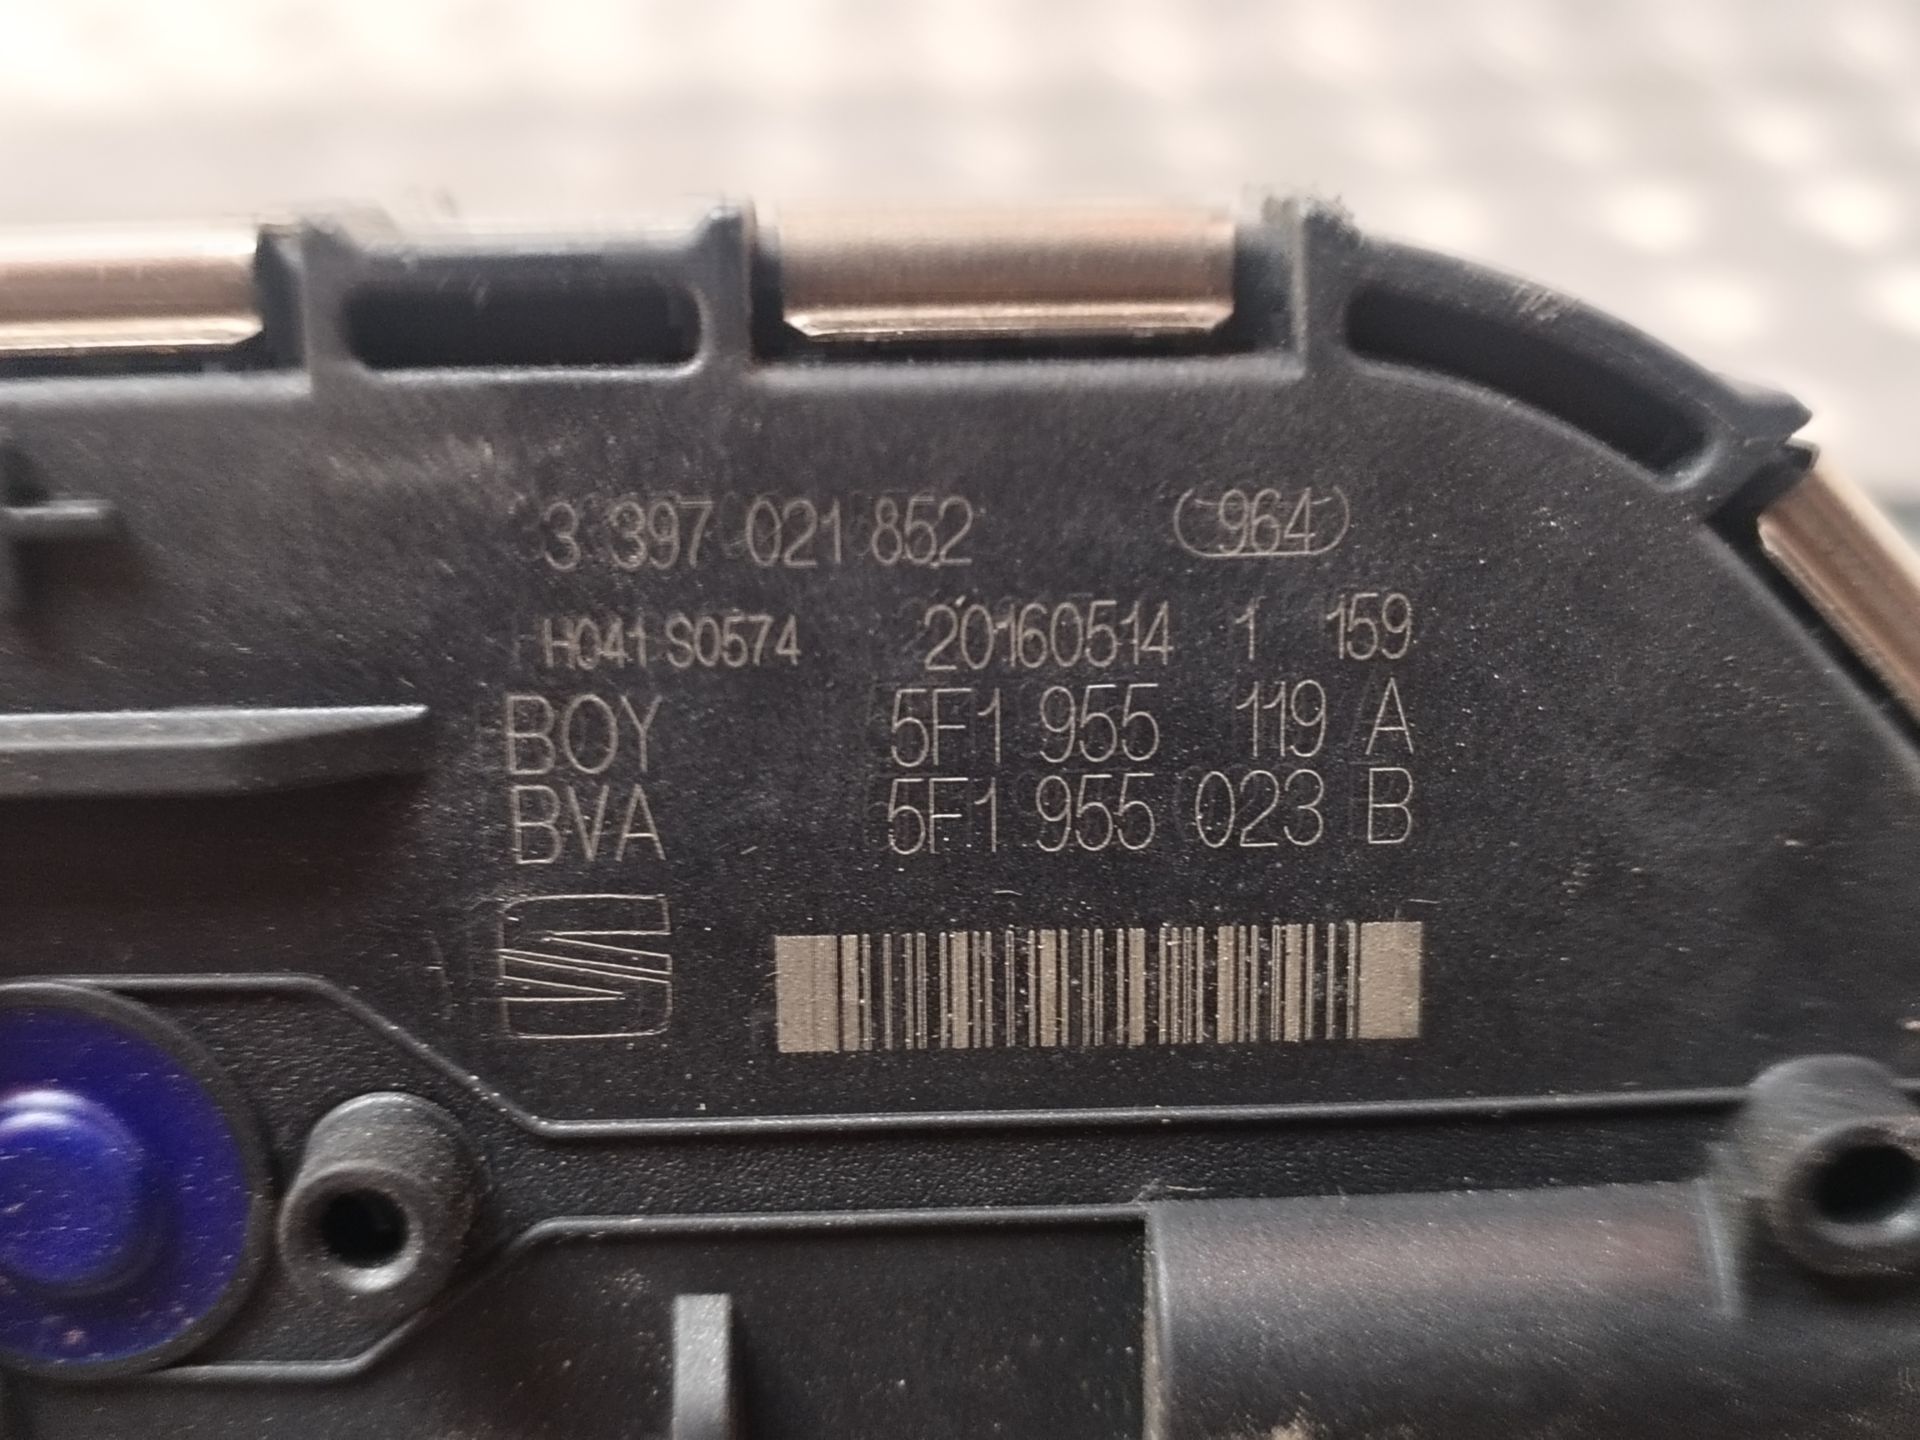 3 397 021 852 964
H041 S0574 20160514 1 159
BOY 5F1 955 119 A
BVA 5F1 955 023 B